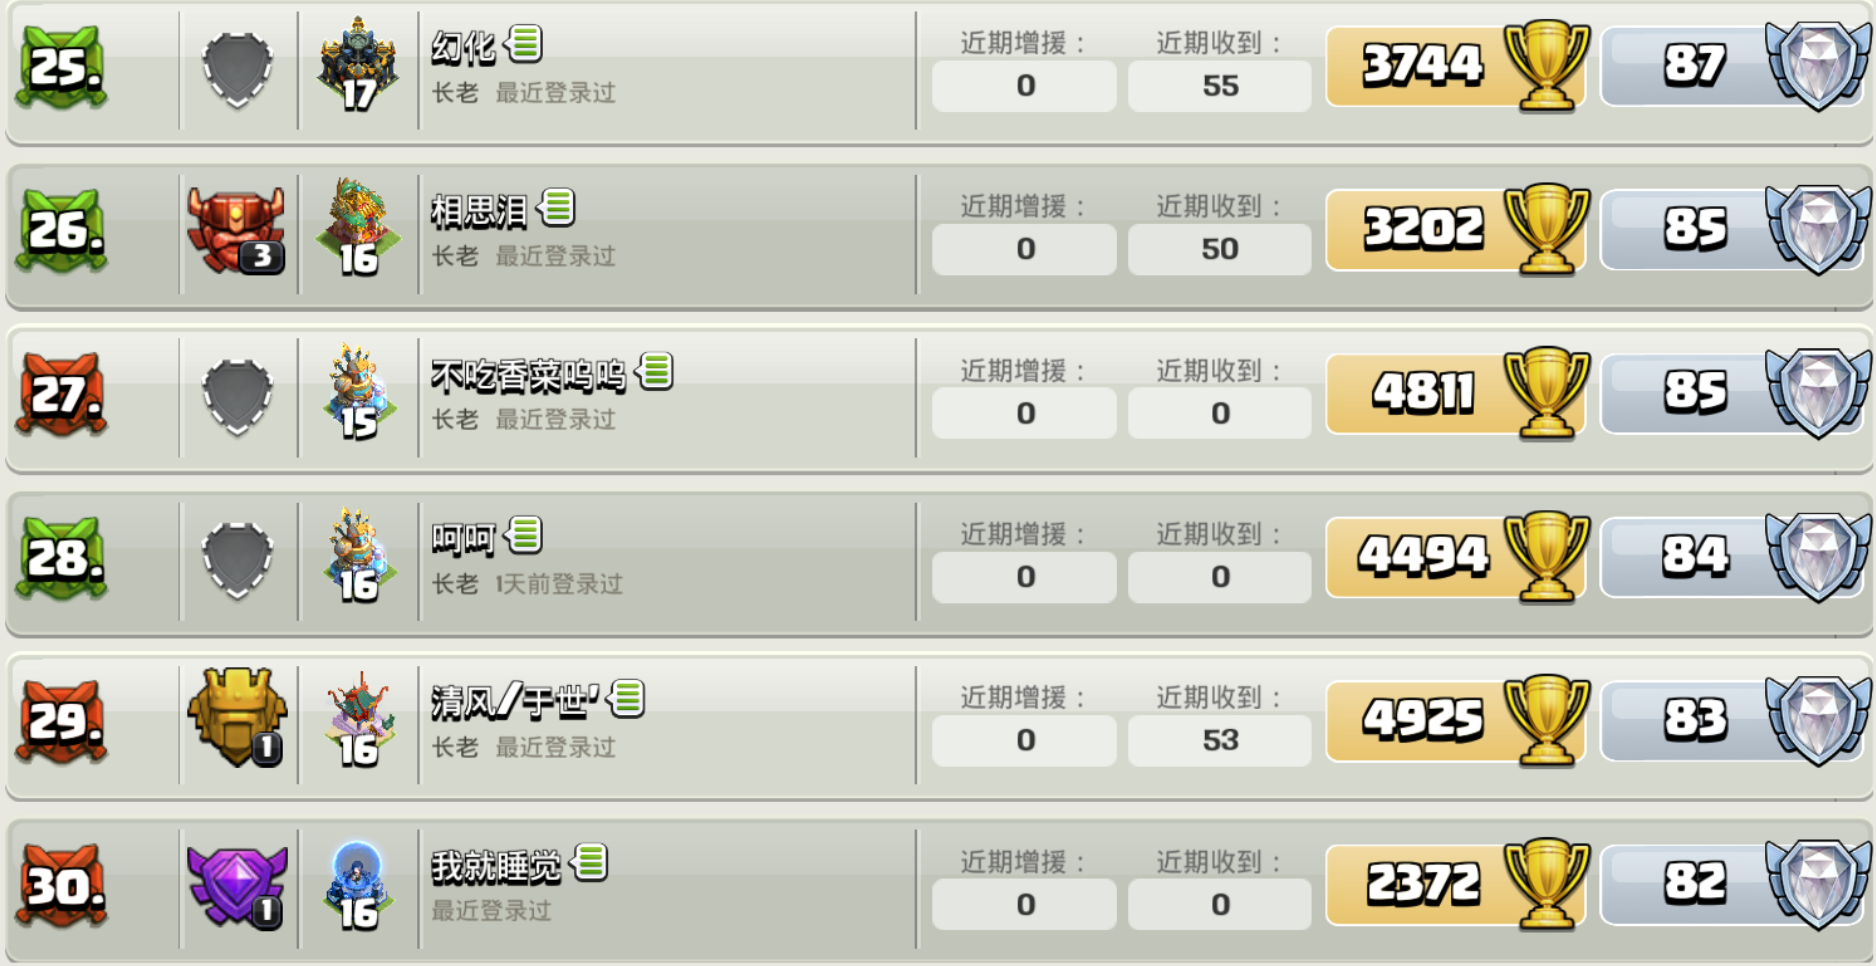 25.
17
幻化
长老 最近登录过
近期增援：
0
近期收到：
55
3744
87
26.
3
16
相思泪
长老 最近登录过
近期增援：
0
近期收到：
50
3202
85
27.
15
不吃香菜呜呜
长老 最近登录过
近期增援：
0
近期收到：
0
4811
85
28.
16
呵呵
长老 1天前登录过
近期增援：
0
近期收到：
0
4494
84
29.
1
16
清风/于世'
长老 最近登录过
近期增援：
0
近期收到：
53
4925
83
30.
1
16
我就睡觉
最近登录过
近期增援：
0
近期收到：
0
2372
82